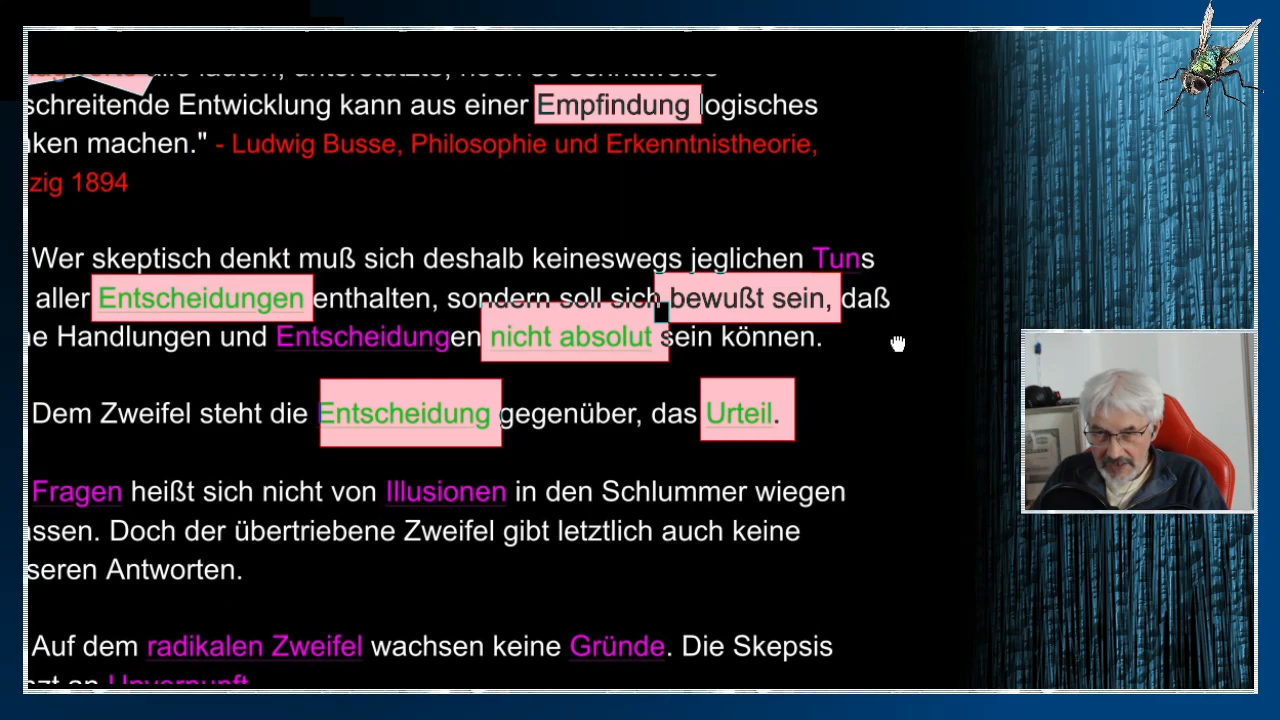 schreitende Entwicklung kann aus einer Empfindung logisches
ken machen." - Ludwig Busse, Philosophie und Erkenntnistheorie,
zig 1894
Wer skeptisch denkt muß sich deshalb keineswegs jeglichen Tuns
aller Entscheidungen enthalten, sondern soll sich bewußt sein, daß
e Handlungen und Entscheidungen nicht absolut sein können.
Dem Zweifel steht die Entscheidung gegenüber, das Urteil.
Fragen heißt sich nicht von Illusionen in den Schlummer wiegen
ssen. Doch der übertriebene Zweifel gibt letztlich auch keine
seren Antworten.
Auf dem radikalen Zweifel wachsen keine Gründe. Die Skepsis